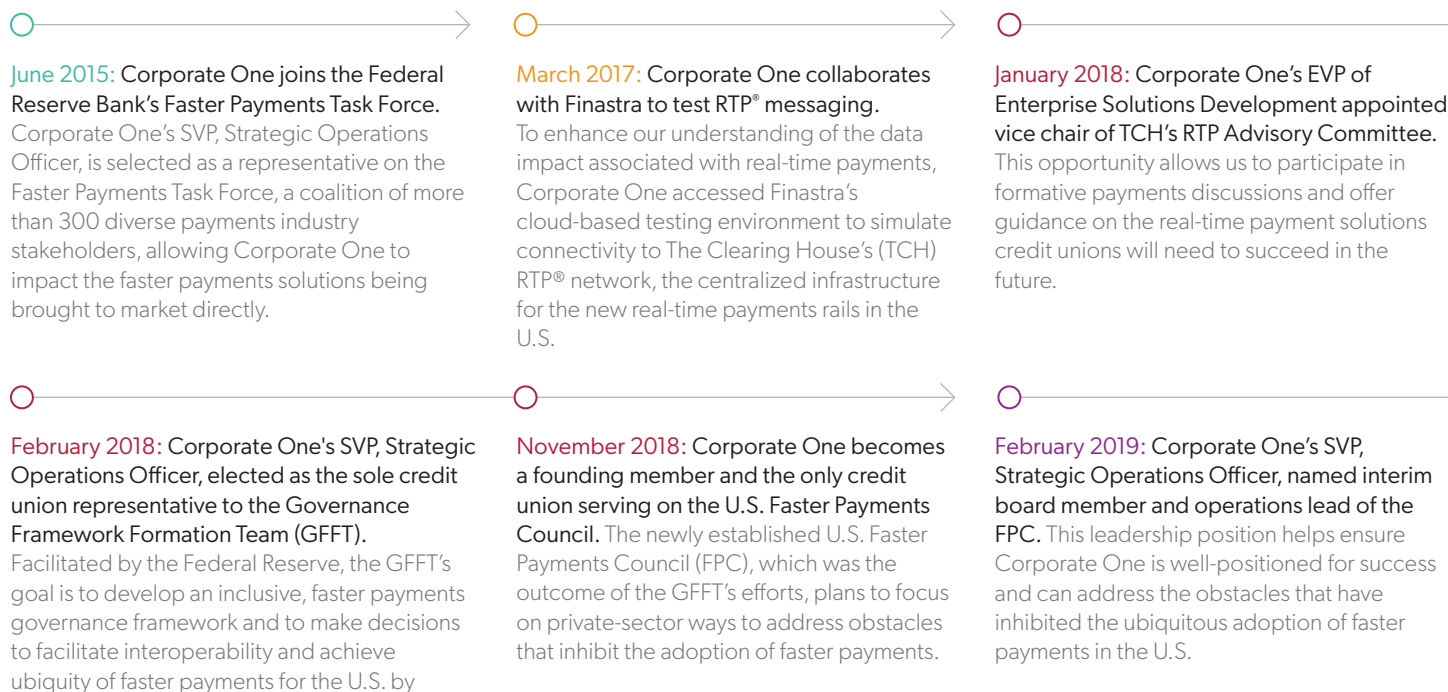 June 2015: Corporate One joins the Federal
Reserve Bank’s Faster Payments Task Force.
Corporate One’s SVP, Strategic Operations
Officer, is selected as a representative on the
Faster Payments Task Force, a coalition of more
than 300 diverse payments industry
stakeholders, allowing Corporate One to
impact the faster payments solutions being
brought to market directly.
March 2017: Corporate One collaborates
with Finastra to test RTP® messaging.
To enhance our understanding of the data
impact associated with real-time payments,
Corporate One accessed Finastra’s
cloud-based testing environment to simulate
connectivity to The Clearing House’s (TCH)
RTP® network, the centralized infrastructure
for the new real-time payments rails in the
U.S.
January 2018: Corporate One’s EVP of
Enterprise Solutions Development appointed
vice chair of TCH’s RTP Advisory Committee.
This opportunity allows us to participate in
formative payments discussions and offer
guidance on the real-time payment solutions
credit unions will need to succeed in the
future.
February 2018: Corporate One's SVP, Strategic
Operations Officer, elected as the sole credit
union representative to the Governance
Framework Formation Team (GFFT).
Facilitated by the Federal Reserve, the GFFT’s
goal is to develop an inclusive, faster payments
governance framework and to make decisions
to facilitate interoperability and achieve
ubiquity of faster payments for the U.S. by
November 2018: Corporate One becomes
a founding member and the only credit
union serving on the U.S. Faster Payments
Council. The newly established U.S. Faster
Payments Council (FPC), which was the
outcome of the GFFT’s efforts, plans to focus
on private-sector ways to address obstacles
that inhibit the adoption of faster payments.
February 2019: Corporate One’s SVP,
Strategic Operations Officer, named interim
board member and operations lead of the
FPC. This leadership position helps ensure
Corporate One is well-positioned for success
and can address the obstacles that have
inhibited the ubiquitous adoption of faster
payments in the U.S.